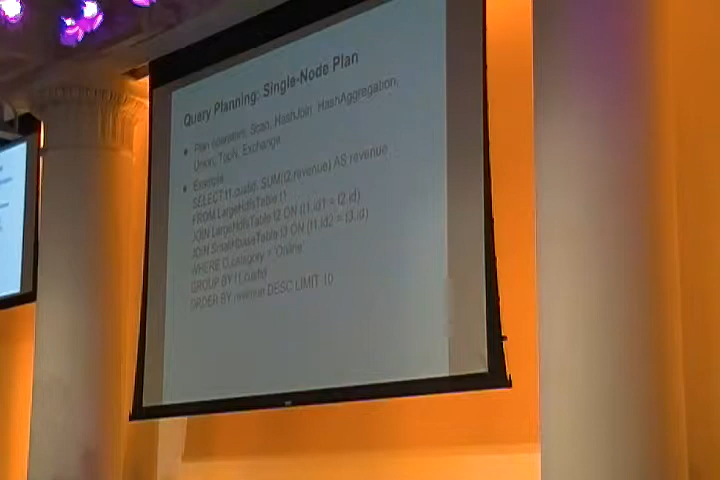 Query Planning: Single-Node Plan
• Plan operators: Scan, HashJoin, HashAggregation,
Union, TopN, Exchange
• Example
SELECT t1.custid, SUM(t2.revenue) AS revenue
FROM LargeHdfsTable t1
JOIN LargeHdfsTable t2 ON (t1.id1 = t2.id)
JOIN SmallHbaseTable t3 ON (t1.id2 = t3.id)
WHERE category = 'Online'
GROUP BY t1.custid
ORDER BY revenue DESC LIMIT 10